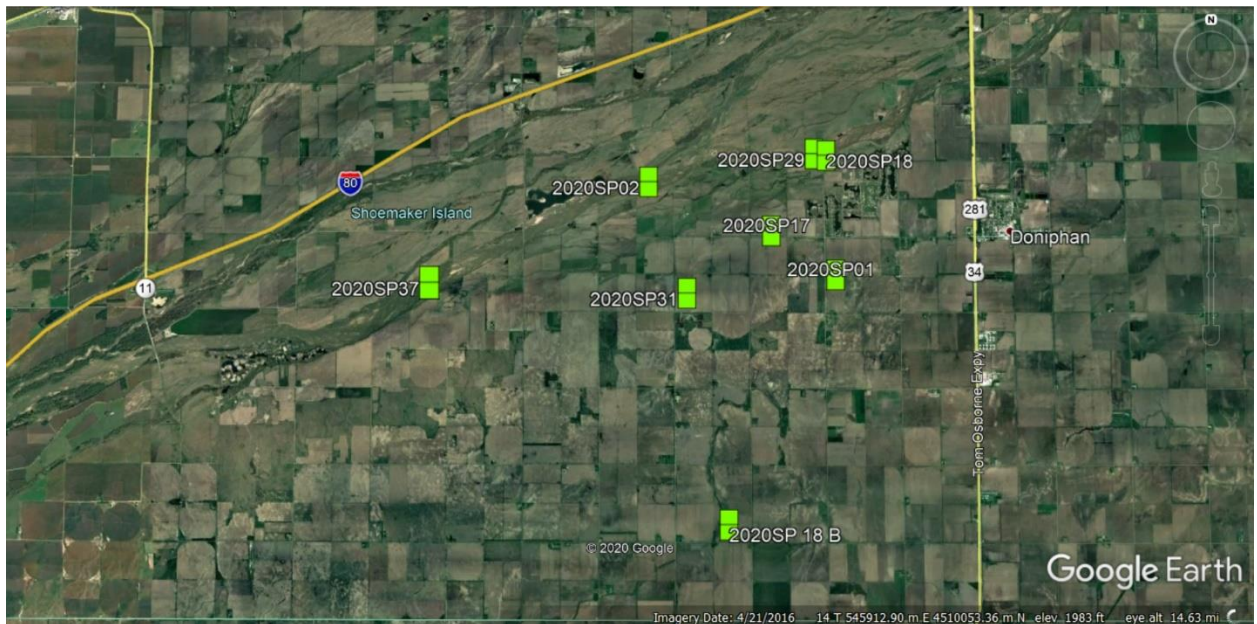 N
2020SP29
2020SP18
2020SP02
80
Shoemaker Island
281
2020SP17
Doniphan
2020SP01
34
11
2020SP37
2020SP31
Tom Osborne Expy
2020SP 18 B
© 2020 Google
Google Earth
Imagery Date: 4/21/2016 14 T 545912.90 m E 4510053.36 m N elev 1983 ft eye alt 14.63 mi